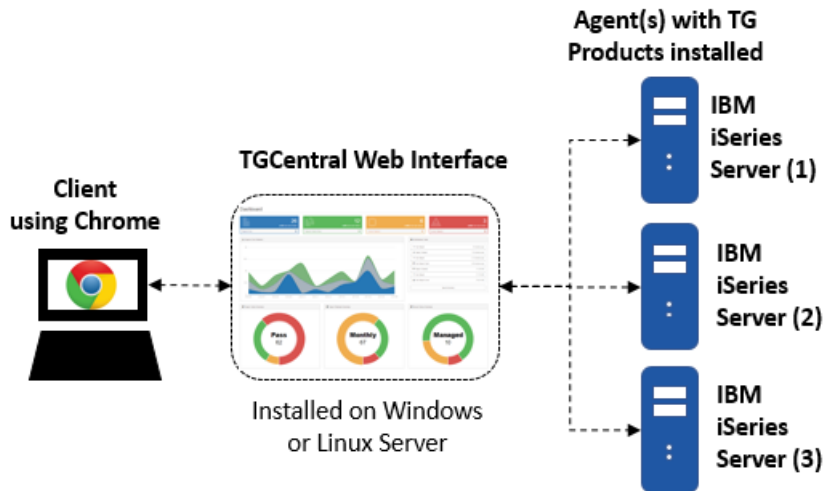 Agent(s) with TG
Products installed
IBM
iSeries
Server (1)
TGCentral Web Interface
Client
using Chrome
Dashboard
Pass
Monthly
Managed
IBM
iSeries
Server (2)
Installed on Windows
or Linux Server
IBM
iSeries
Server (3)